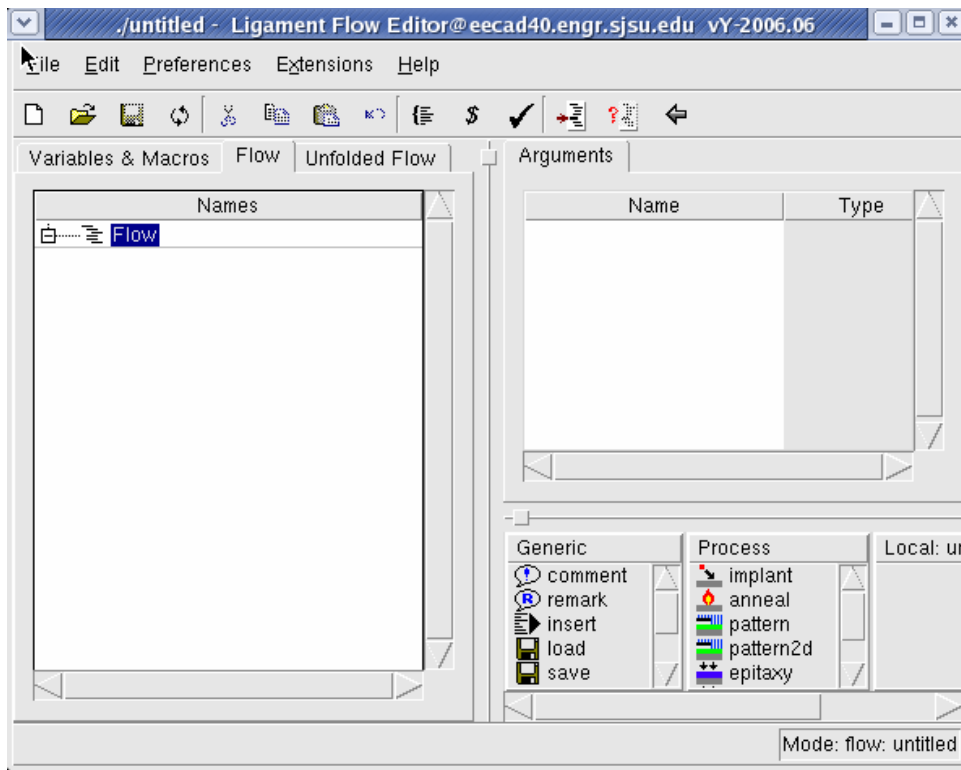 ./untitled - Ligament Flow Editor@eecad40.engr.sjsu.edu vY-2006.06
File Edit Preferences Extensions Help
$ ?
Variables & Macros Flow Unfolded Flow
Names
Flow
Arguments
Name Type
Generic
! comment
R remark
insert
load
save
Process
implant
anneal
pattern
pattern2d
epitaxy
Local: un
Mode: flow: untitled